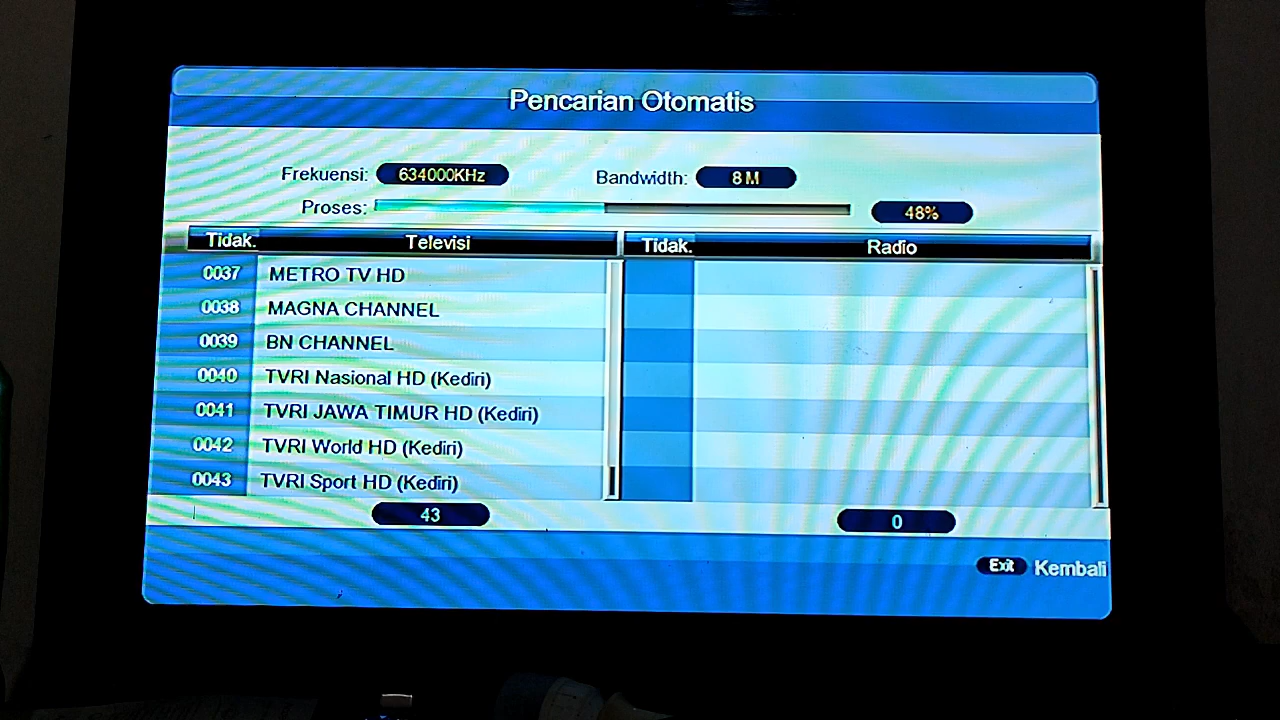 Pencarian Otomatis
Frekuensi: 634000KHz Bandwidth: 8M
Proses: 48%
Tidak. Televisi Tidak. Radio
0037 METRO TV HD
0038 MAGNA CHANNEL
0039 BN CHANNEL
0040 TVRI Nasional HD (Kediri)
0041 TVRI JAWA TIMUR HD (Kediri)
0042 TVRI World HD (Kediri)
0043 TVRI Sport HD (Kediri)
43 0
Exit Kembali